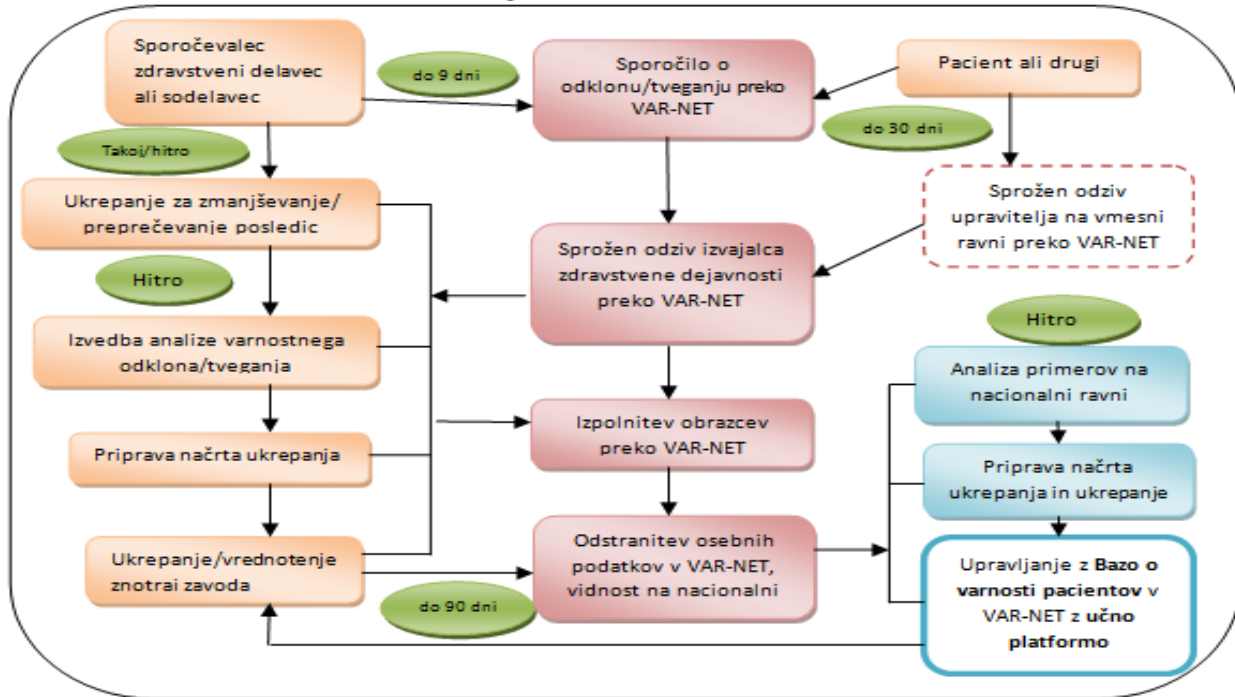 Sporočevalec
zdravstveni delavec
ali sodelavec
do 9 dni
Sporočilo o
odklonu/tveganju preko
VAR-NET
Pacient ali drugi
do 30 dni
Takoj/hitro
Ukrepanje za zmanjševanje/
preprečevanje posledic
Sprožen odziv
upravitelja na vmesni
ravni preko VAR-NET
Sprožen odziv izvajalca
zdravstvene dejavnosti
preko VAR-NET
Hitro
Izvedba analize varnostnega
odklona/tveganja
Hitro
Analiza primerov na
nacionalni ravni
Izpolnitev obrazcev
preko VAR-NET
Priprava načrta ukrepanja
Priprava načrta
ukrepanja in ukrepanje
Ukrepanje/vrednotenje
znotraj zavoda
do 90 dni
Odstranitev osebnih
podatkov v VAR-NET,
vidnost na nacionalni
Upravljanje z Bazo o
varnosti pacientov v
VAR-NET z učno
platformo